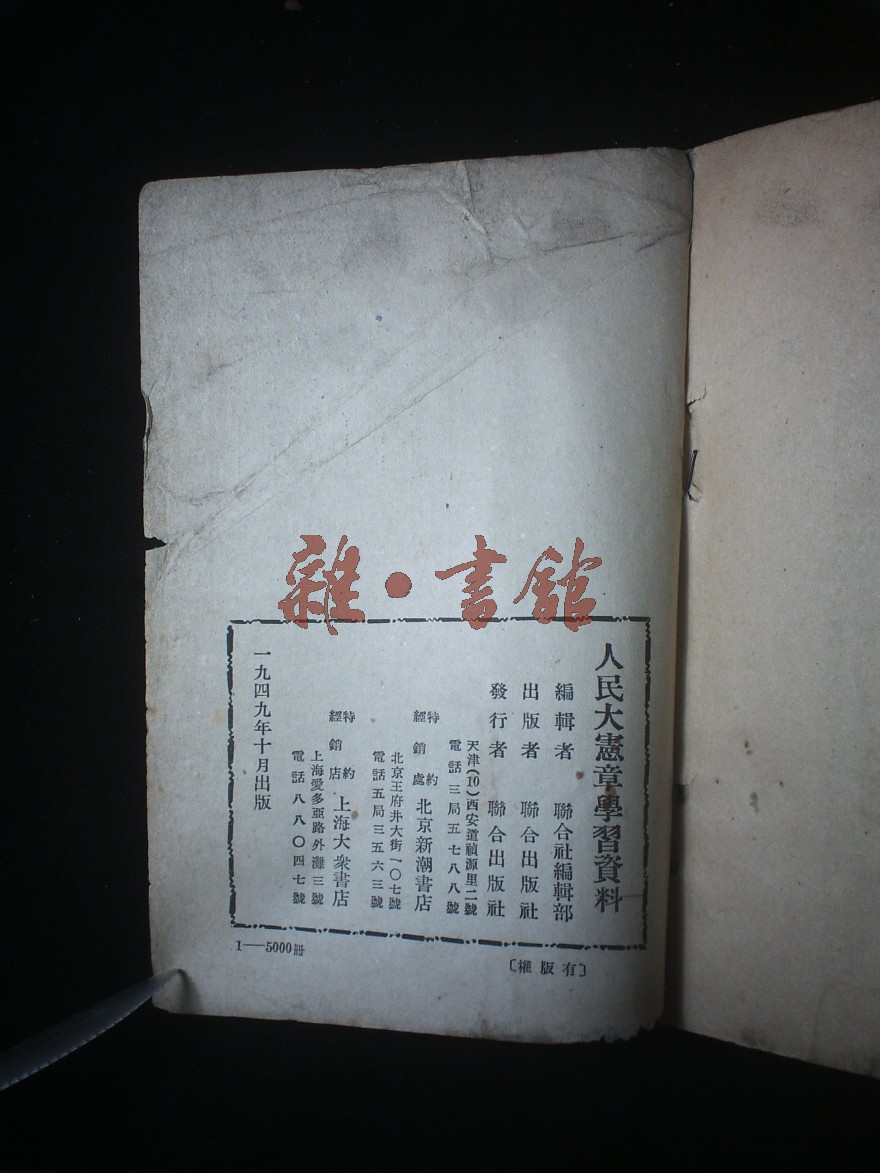 雜•書館
人民大憲章學習資料
編輯者 聯合社編輯部
出版者 聯合出版社
發行者 聯合出版社
天津(10)西安道禎源里二號
電話三局五七八八號
特約經銷處 北京新潮書店
北京王府井大街一〇七號
電話五局三五六三號
特約經銷店 上海大衆書店
上海愛多亞路外灘三號
電話八八〇四七號
一九四九年十月出版
〔有版權〕
1—5000冊